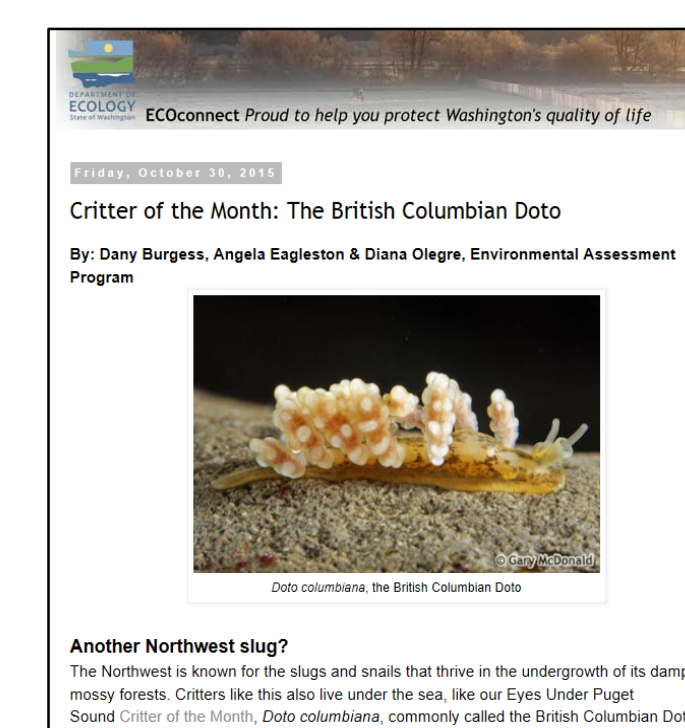 DEPARTMENT OF
ECOLOGY
State of Washington
ECOconnect Proud to help you protect Washington's quality of life
Friday, October 30, 2015
Critter of the Month: The British Columbian Doto
By: Dany Burgess, Angela Eagleston & Diana Olegre, Environmental Assessment
Program
© Gary McDonald
Doto columbiana, the British Columbian Doto
Another Northwest slug?
The Northwest is known for the slugs and snails that thrive in the undergrowth of its damp
mossy forests. Critters like this also live under the sea, like our Eyes Under Puget
Sound Critter of the Month, Doto columbiana, commonly called the British Columbian Dot